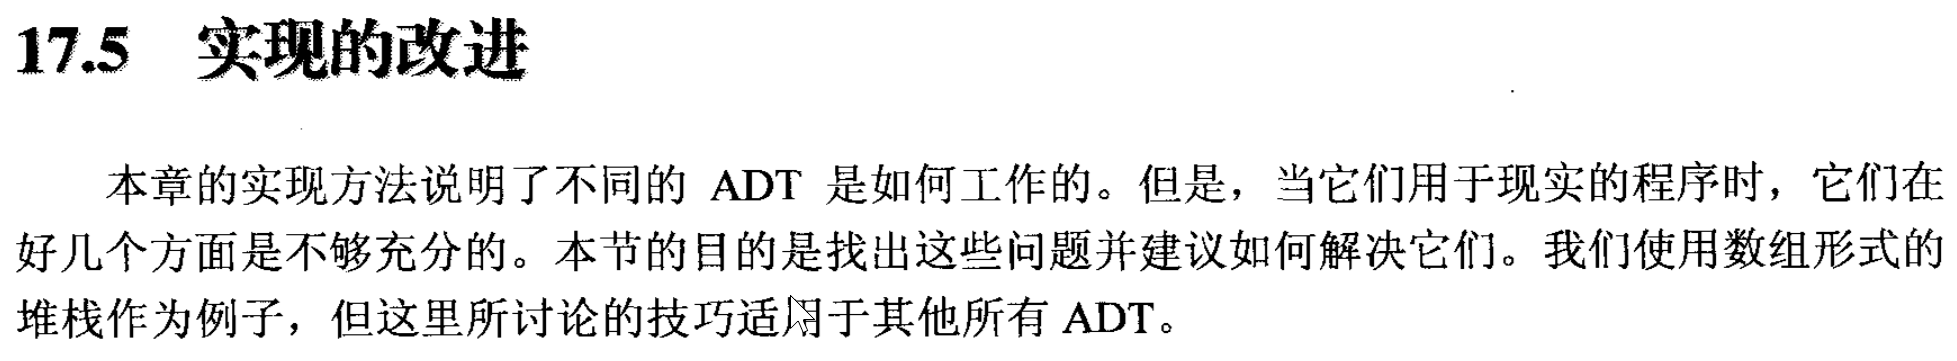 17.5 实现的改进
本章的实现方法说明了不同的 ADT 是如何工作的。但是，当它们用于现实的程序时，它们在
好几个方面是不够充分的。本节的目的是找出这些问题并建议如何解决它们。我们使用数组形式的
堆栈作为例子，但这里所讨论的技巧适用于其他所有 ADT。